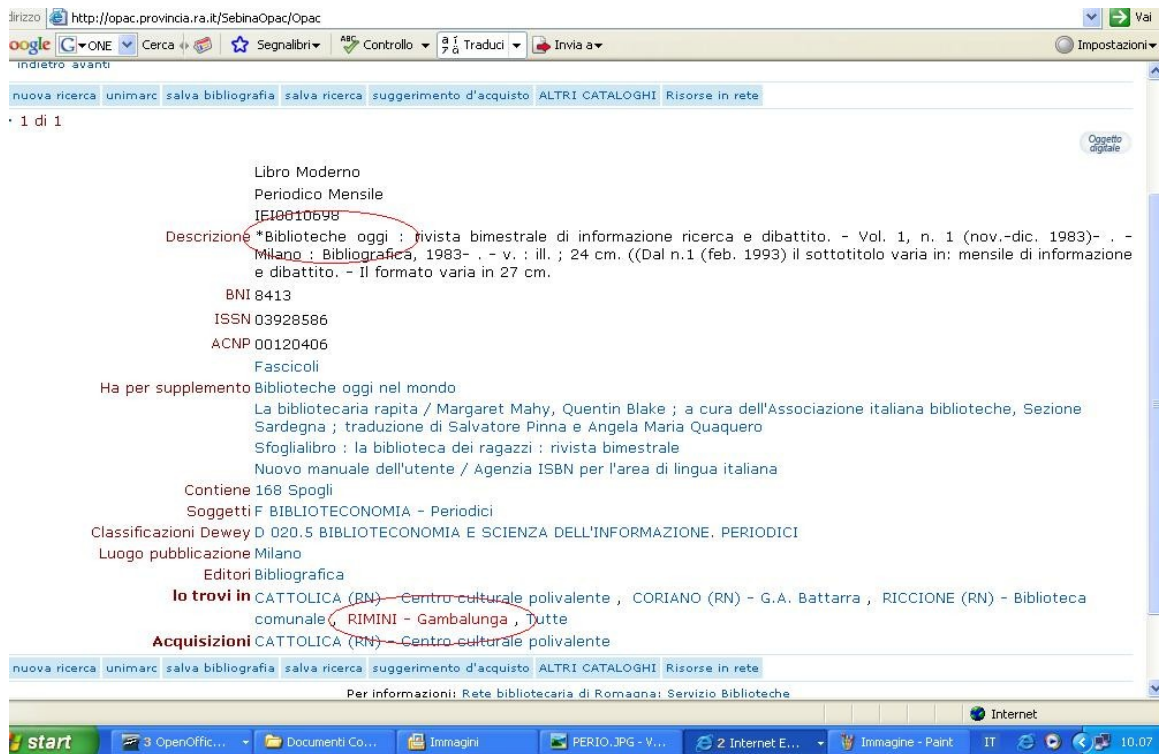 dirizzo http://opac.provincia.ra.it/SebinaOpac/Opac Vai
oogle G ONE Cerca Segnalibri ABC Controllo Traduci Invia a Impostazioni
indietro avanti
nuova ricerca unimarc salva bibliografia salva ricerca suggerimento d'acquisto ALTRI CATALOGHI Risorse in rete
· 1 di 1
Oggetto digitale
Libro Moderno
Periodico Mensile
IEI0010698
Descrizione *Biblioteche oggi : rivista bimestrale di informazione ricerca e dibattito. - Vol. 1, n. 1 (nov.-dic. 1983)- . -
Milano : Bibliografica, 1983- . - v. : ill. ; 24 cm. ((Dal n.1 (feb. 1993) il sottotitolo varia in: mensile di informazione
e dibattito. - Il formato varia in 27 cm.
BNI 8413
ISSN 03928586
ACNP 00120406
Fascicoli
Ha per supplemento Biblioteche oggi nel mondo
La bibliotecaria rapita / Margaret Mahy, Quentin Blake ; a cura dell'Associazione italiana biblioteche, Sezione
Sardegna ; traduzione di Salvatore Pinna e Angela Maria Quaquero
Sfoglialibro : la biblioteca dei ragazzi : rivista bimestrale
Nuovo manuale dell'utente / Agenzia ISBN per l'area di lingua italiana
Contiene 168 Spogli
Soggetti F BIBLIOTECONOMIA - Periodici
Classificazioni Dewey D 020.5 BIBLIOTECONOMIA E SCIENZA DELL'INFORMAZIONE. PERIODICI
Luogo pubblicazione Milano
Editori Bibliografica
lo trovi in CATTOLICA (RN) - Centro culturale polivalente , CORIANO (RN) - G.A. Battarra , RICCIONE (RN) - Biblioteca
comunale , RIMINI - Gambalunga , Tutte
Acquisizioni CATTOLICA (RN) - Centro culturale polivalente
nuova ricerca unimarc salva bibliografia salva ricerca suggerimento d'acquisto ALTRI CATALOGHI Risorse in rete
Per informazioni: Rete bibliotecaria di Romagna: Servizio Biblioteche
Internet
start 3 OpenOffic... Documenti Co... Immagini PERIO.JPG - V... 2 Internet E... Immagine - Paint IT 10.07